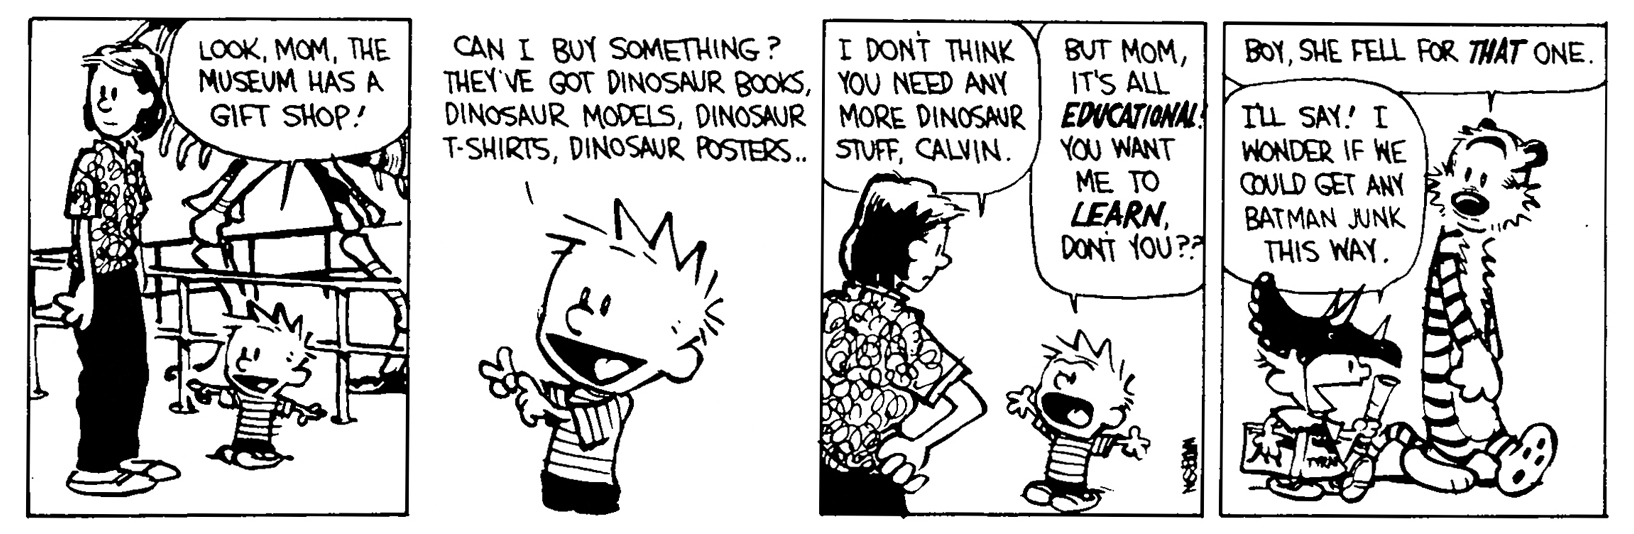 LOOK, MOM, THE
MUSEUM HAS A
GIFT SHOP!
CAN I BUY SOMETHING?
THEY'VE GOT DINOSAUR BOOKS,
DINOSAUR MODELS, DINOSAUR
T-SHIRTS, DINOSAUR POSTERS..
I DON'T THINK
YOU NEED ANY
MORE DINOSAUR
STUFF, CALVIN.
BUT MOM,
IT'S ALL
EDUCATIONAL!
YOU WANT
ME TO
LEARN,
DON'T YOU??
WATTERSON
BOY, SHE FELL FOR THAT ONE.
I'LL SAY! I
WONDER IF WE
COULD GET ANY
BATMAN JUNK
THIS WAY.